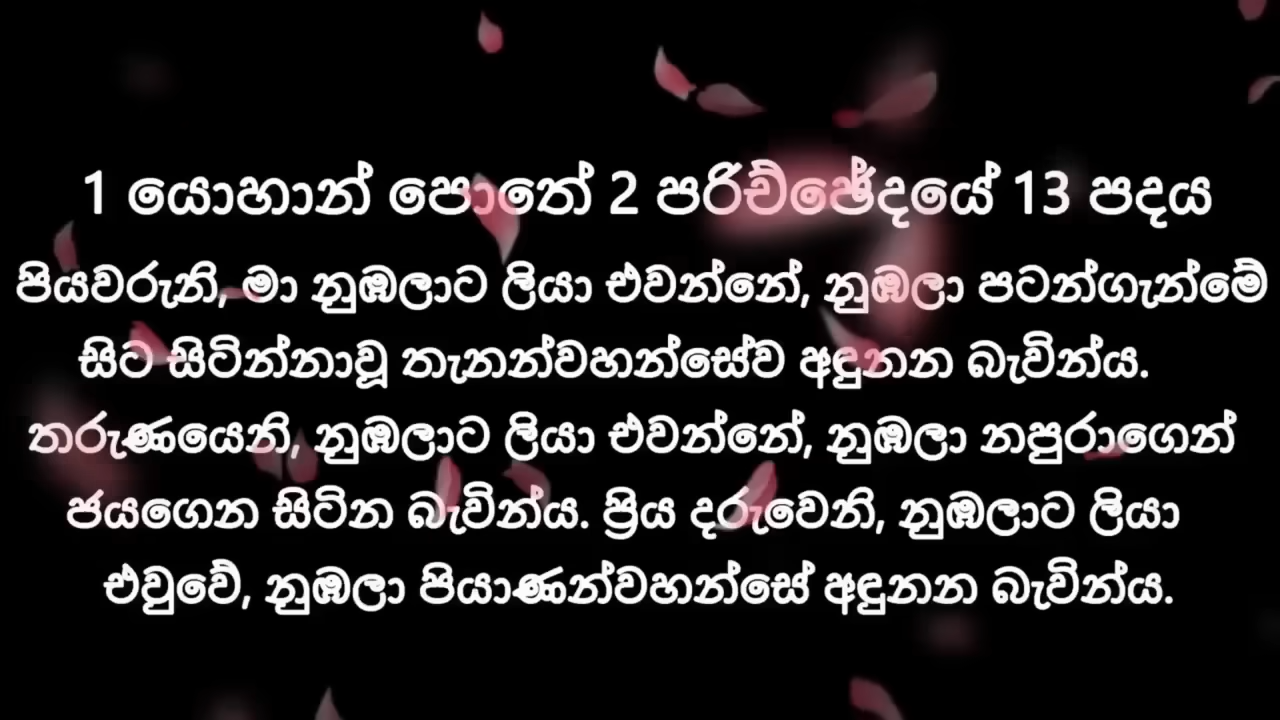 1 යොහාන් පොතේ 2 පරිච්ඡේදයේ 13 පදය
පියවරුනි, මා නුඹලාට ලියා එවන්නේ, නුඹලා පටන්ගැන්මේ
සිට සිටින්නාවූ තැනන්වහන්සේව අඳුනන බැවින්ය.
තරුණයෙනි, නුඹලාට ලියා එවන්නේ, නුඹලා නපුරාගෙන්
ජයගෙන සිටින බැවින්ය. ප්‍රිය දරුවෙනි, නුඹලාට ලියා
එවුවේ, නුඹලා පියාණන්වහන්සේ අඳුනන බැවින්ය.